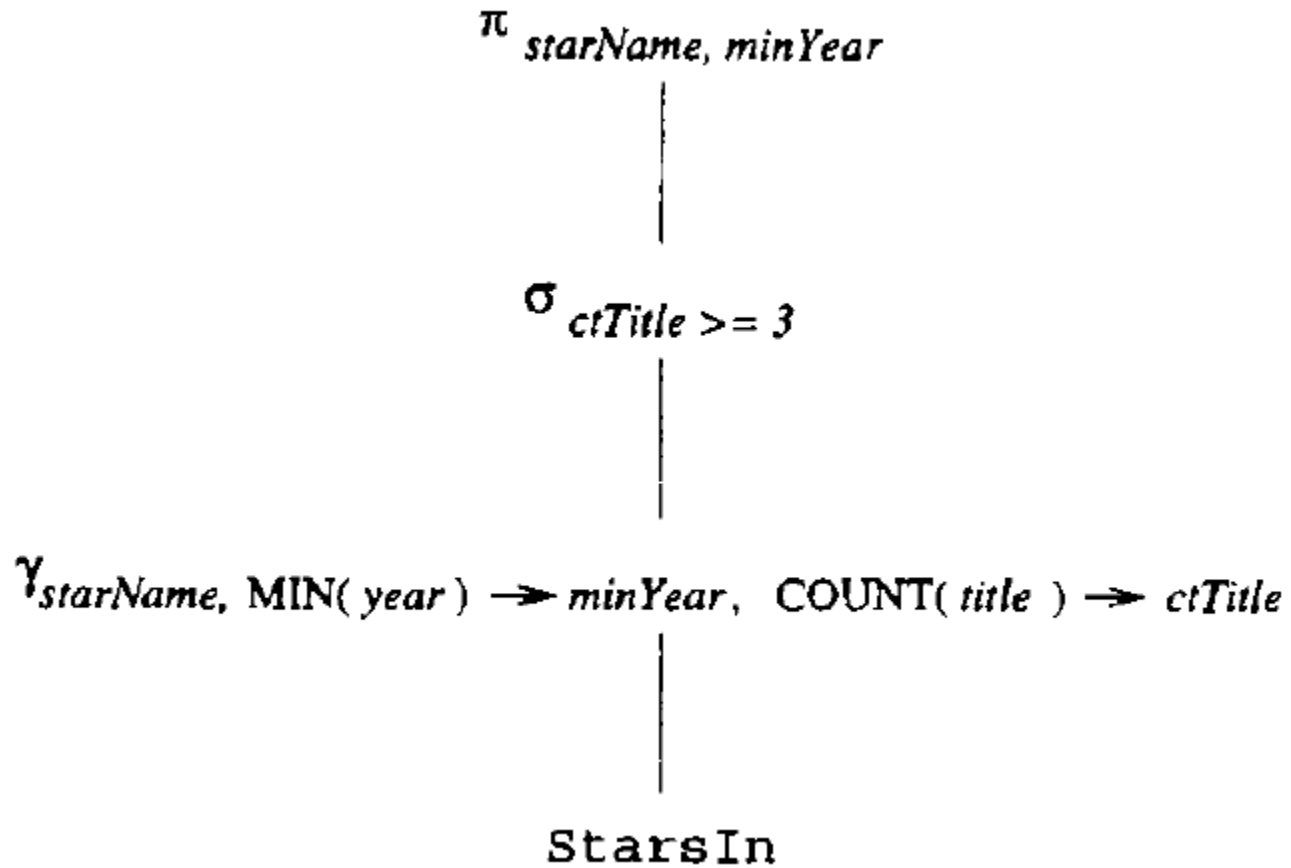 π starName, minYear
σ ctTitle >= 3
γ starName, MIN( year ) → minYear, COUNT( title ) → ctTitle
StarsIn